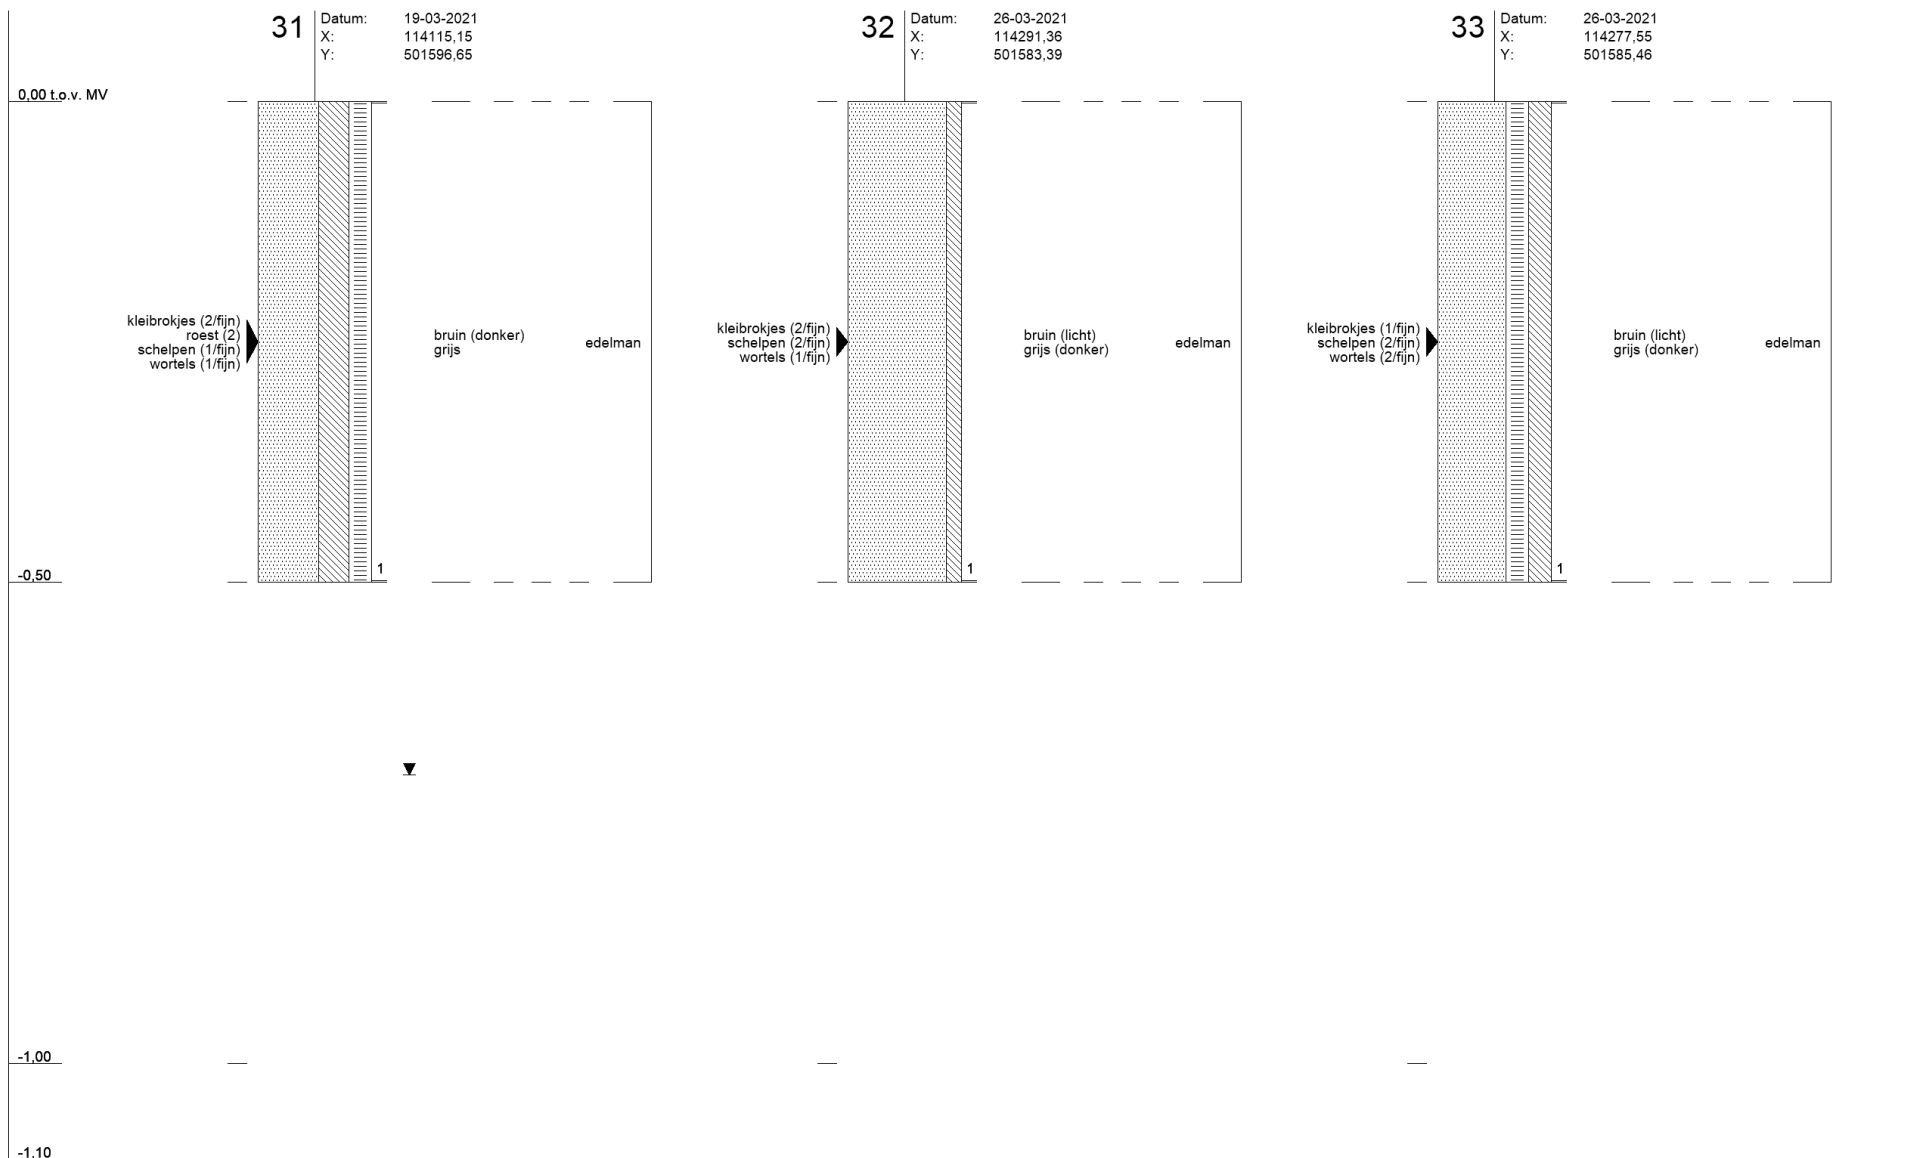 31
Datum: 19-03-2021
X: 114115,15
Y: 501596,65
32
Datum: 26-03-2021
X: 114291,36
Y: 501583,39
33
Datum: 26-03-2021
X: 114277,55
Y: 501585,46
0,00 t.o.v. MV
kleibrokjes (2/fijn)
roest (2)
schelpen (1/fijn)
wortels (1/fijn)
bruin (donker)
grijs
edelman
1
kleibrokjes (2/fijn)
schelpen (2/fijn)
wortels (1/fijn)
bruin (licht)
grijs (donker)
edelman
1
kleibrokjes (1/fijn)
schelpen (2/fijn)
wortels (2/fijn)
bruin (licht)
grijs (donker)
edelman
1
-0,50
-1,00
-1,10